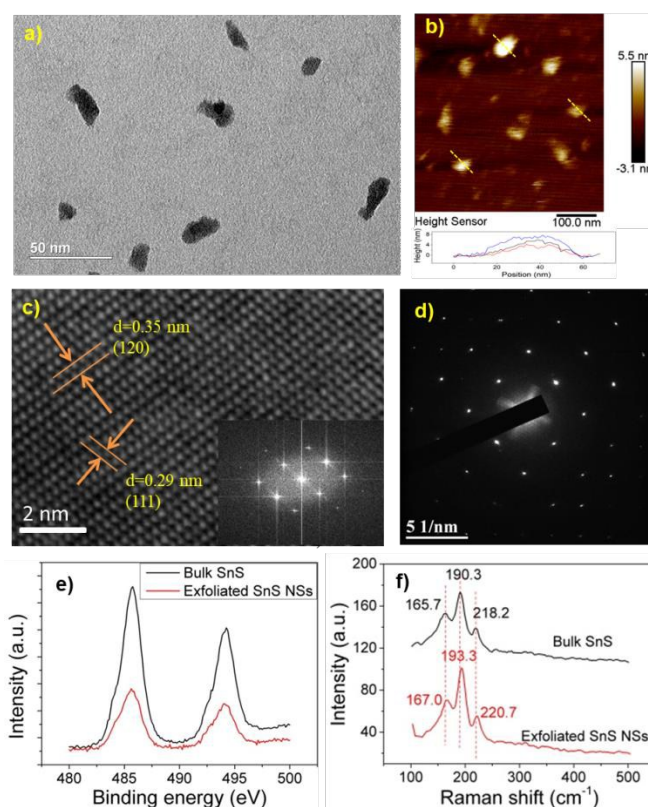 a)
50 nm
b)
5.5 nm
-3.1 nm
Height Sensor
100.0 nm
Height (nm)
8
4
0
0
20
40
60
Position (nm)
c)
d=0.35 nm
(120)
d=0.29 nm
(111)
2 nm
d)
5 1/nm
e)
Bulk SnS
Exfoliated SnS NSs
Intensity (a.u.)
480
485
490
495
500
Binding energy (eV)
f)
200
160
120
80
40
Intensity (a.u.)
190.3
165.7
218.2
Bulk SnS
193.3
167.0
220.7
Exfoliated SnS NSs
100
200
300
400
500
Raman shift (cm⁻¹)